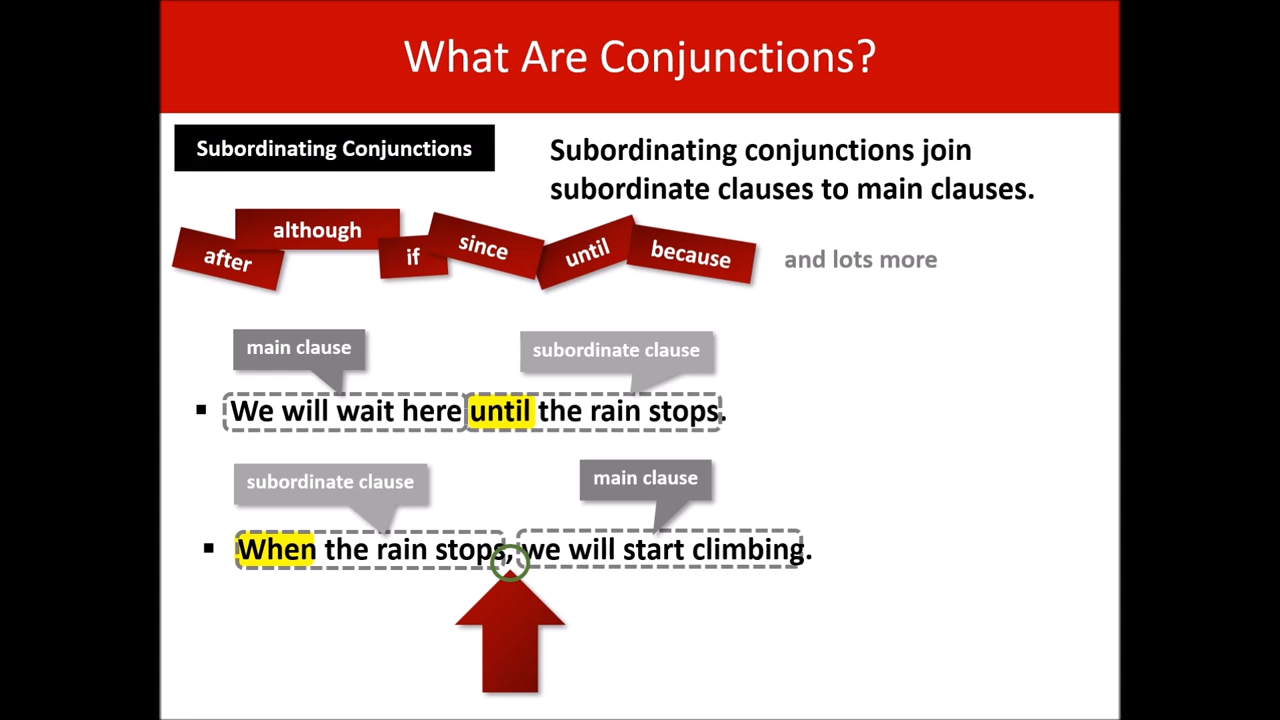 What Are Conjunctions?
Subordinating Conjunctions
Subordinating conjunctions join
subordinate clauses to main clauses.
after although if since until because and lots more
main clause subordinate clause
▪ We will wait here until the rain stops.
subordinate clause main clause
▪ When the rain stops, we will start climbing.